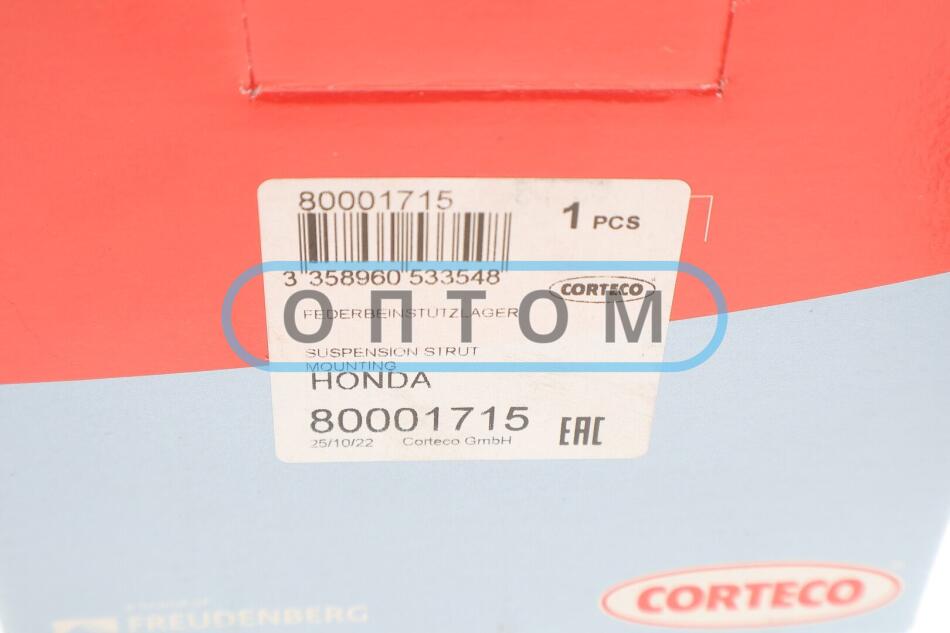 80001715
1 PCS
3 358960 533548
CORTECO
ОПТОМ
FEDERBEINSTÜTZLAGER
SUSPENSION STRUT
MOUNTING
HONDA
80001715
25/10/22 Corteco GmbH
EAC
CORTECO
FREUDENBERG